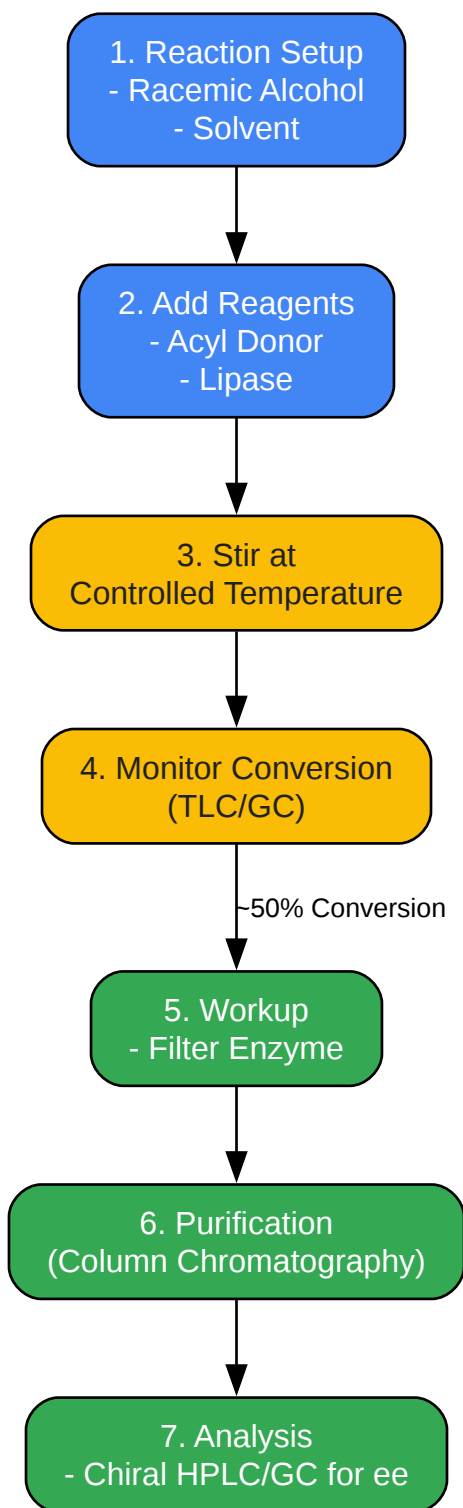 1. Reaction Setup
- Racemic Alcohol
- Solvent
2. Add Reagents
- Acyl Donor
- Lipase
3. Stir at
Controlled Temperature
4. Monitor Conversion
(TLC/GC)
~50% Conversion
5. Workup
- Filter Enzyme
6. Purification
(Column Chromatography)
7. Analysis
- Chiral HPLC/GC for ee